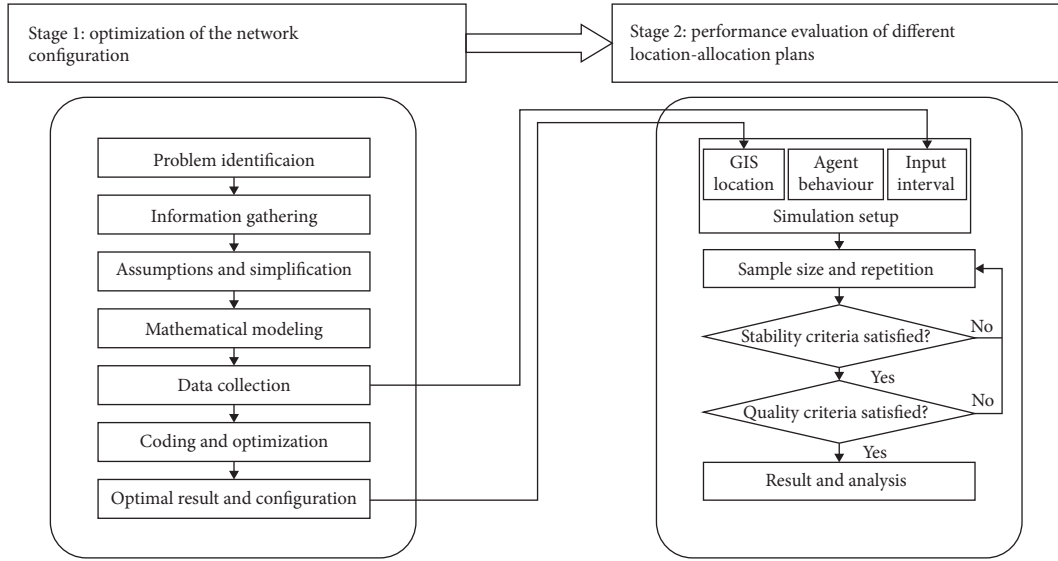 Stage 1: optimization of the network
configuration
Stage 2: performance evaluation of different
location-allocation plans
Problem identificaion
Information gathering
Assumptions and simplification
Mathematical modeling
Data collection
Coding and optimization
Optimal result and configuration
GIS
location
Agent
behaviour
Input
interval
Simulation setup
Sample size and repetition
Stability criteria satisfied?
No
Yes
Quality criteria satisfied?
No
Yes
Result and analysis